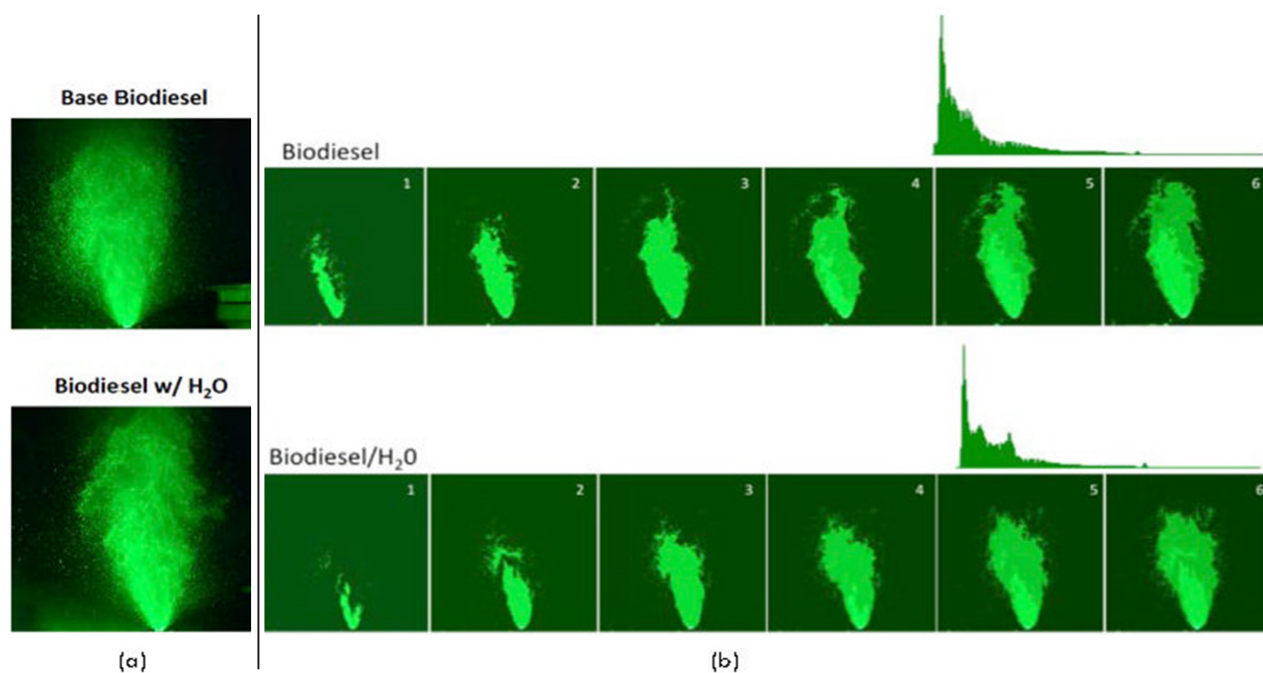 Base Biodiesel
Biodiesel w/ H₂O
(a)
Biodiesel
1 2 3 4 5 6
Biodiesel/H₂0
1 2 3 4 5 6
(b)